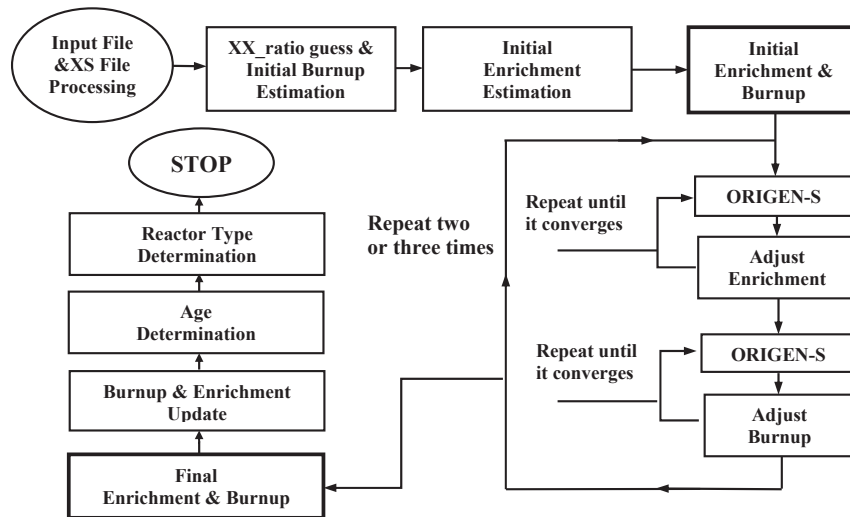 Input File
&XS File
Processing
XX_ratio guess &
Initial Burnup
Estimation
Initial
Enrichment
Estimation
Initial
Enrichment &
Burnup
STOP
Reactor Type
Determination
Age
Determination
Burnup & Enrichment
Update
Final
Enrichment & Burnup
Repeat two
or three times
Repeat until
it converges
ORIGEN-S
Adjust
Enrichment
Repeat until
it converges
ORIGEN-S
Adjust
Burnup